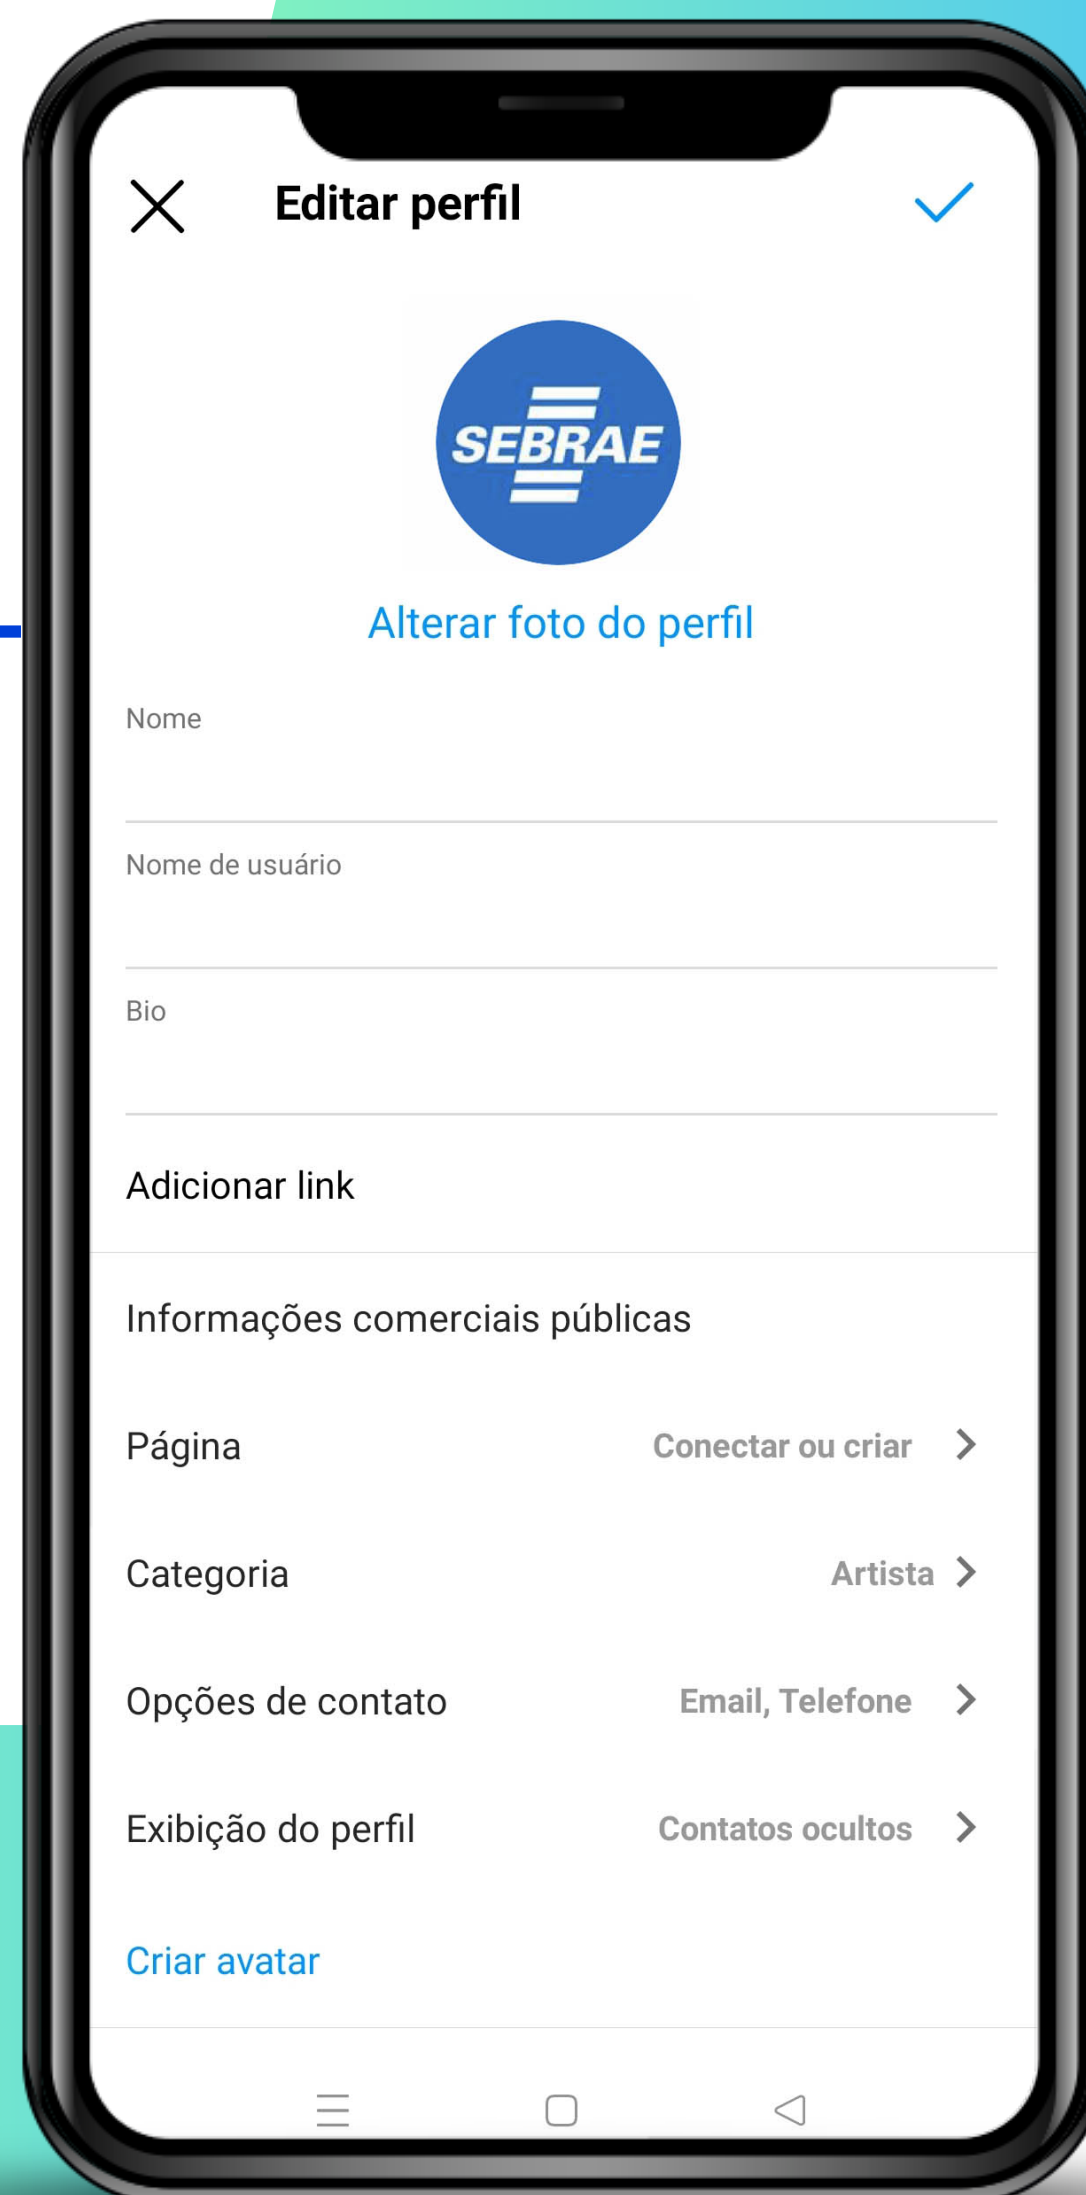 Editar perfil
SEBRAE
Alterar foto do perfil
Nome
Nome de usuário
Bio
Adicionar link
Informações comerciais públicas
Página Conectar ou criar
Categoria Artista
Opções de contato Email, Telefone
Exibição do perfil Contatos ocultos
Criar avatar